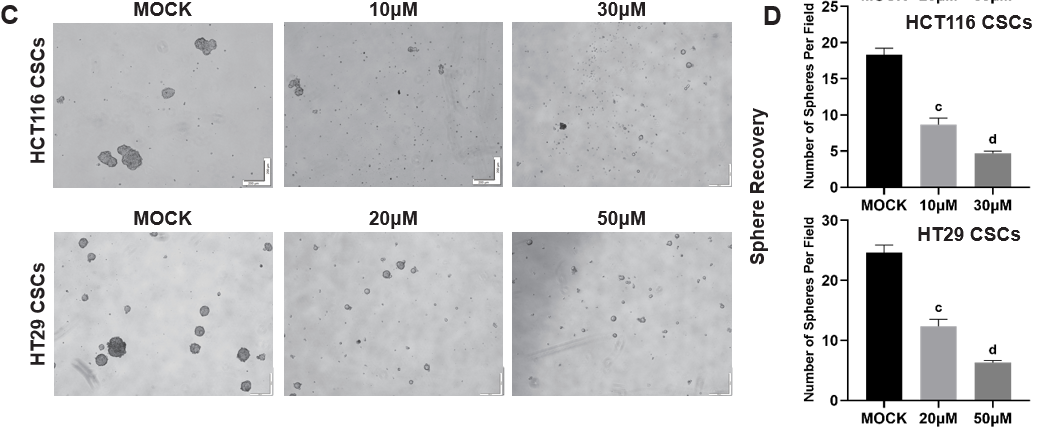 C
MOCK
10µM
30µM
HCT116 CSCs
MOCK
20µM
50µM
HT29 CSCs
D
Sphere Recovery
HCT116 CSCs
Number of Spheres Per Field
25
20
15
10
5
0
c
d
MOCK 10µM 30µM
HT29 CSCs
Number of Spheres Per Field
30
20
10
0
c
d
MOCK 20µM 50µM